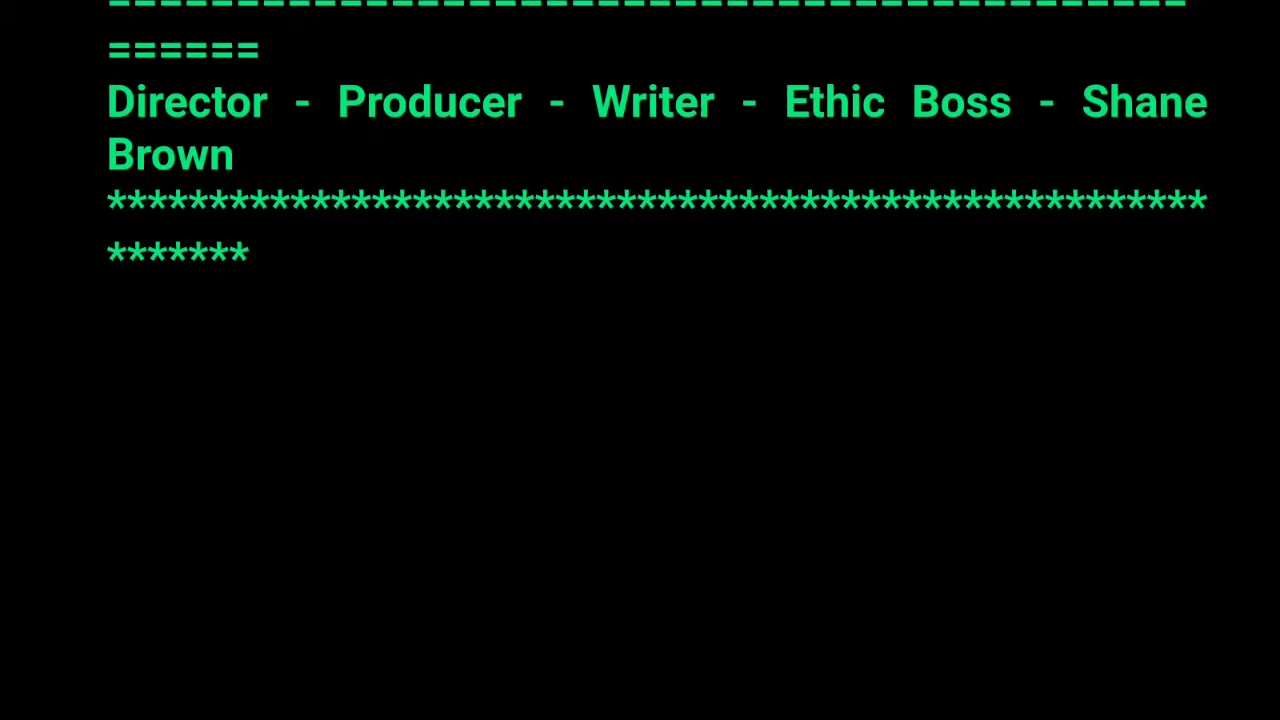 ==========================================
======
Director - Producer - Writer - Ethic Boss - Shane
Brown
******************************************************
*******